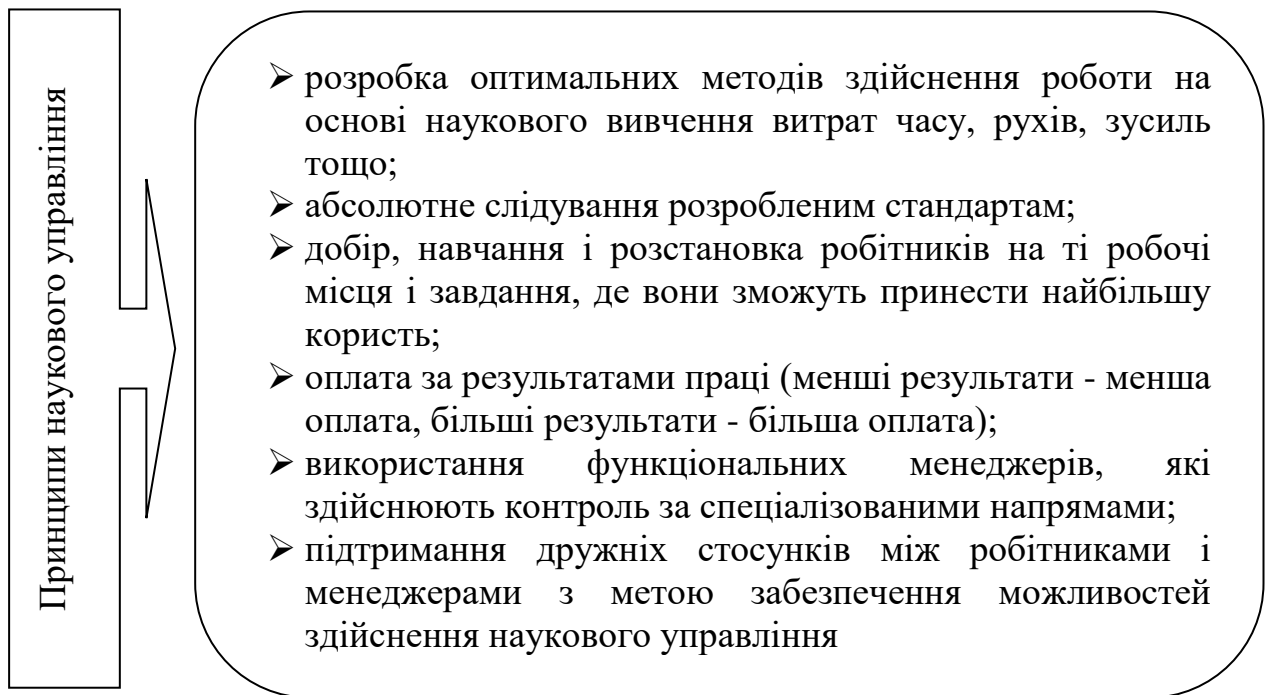 Принципи наукового управління
➢ розробка оптимальних методів здійснення роботи на
основі наукового вивчення витрат часу, рухів, зусиль
тощо;
➢ абсолютне слідування розробленим стандартам;
➢ добір, навчання і розстановка робітників на ті робочі
місця і завдання, де вони зможуть принести найбільшу
користь;
➢ оплата за результатами праці (менші результати - менша
оплата, більші результати - більша оплата);
➢ використання функціональних менеджерів, які
здійснюють контроль за спеціалізованими напрямами;
➢ підтримання дружніх стосунків між робітниками і
менеджерами з метою забезпечення можливостей
здійснення наукового управління